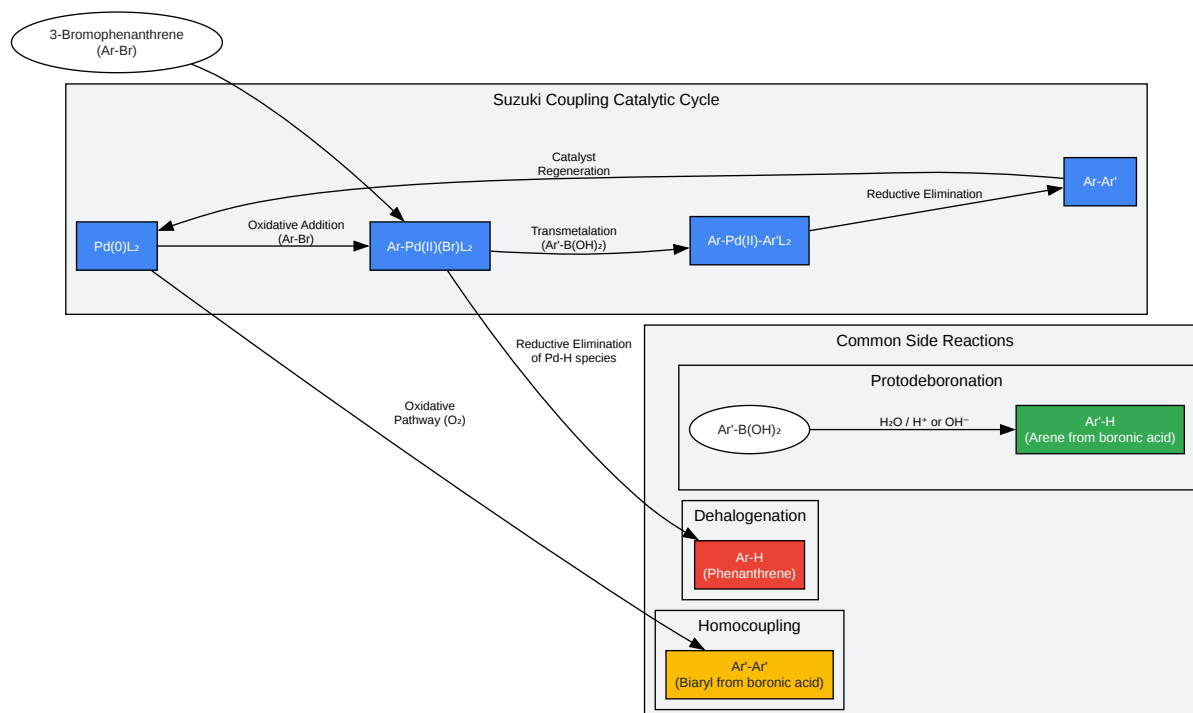 3-Bromophenanthrene
(Ar-Br)
Suzuki Coupling Catalytic Cycle
Catalyst
Regeneration
Ar-Ar'
Reductive Elimination
Pd(0)L₂
Oxidative Addition
(Ar-Br)
Ar-Pd(II)(Br)L₂
Transmetalation
(Ar'-B(OH)₂)
Ar-Pd(II)-Ar'L₂
Reductive Elimination
of Pd-H species
Oxidative
Pathway (O₂)
Common Side Reactions
Protodeboronation
Ar'-B(OH)₂
H₂O / H⁺ or OH⁻
Ar'-H
(Arene from boronic acid)
Dehalogenation
Ar-H
(Phenanthrene)
Homocoupling
Ar'-Ar'
(Biaryl from boronic acid)